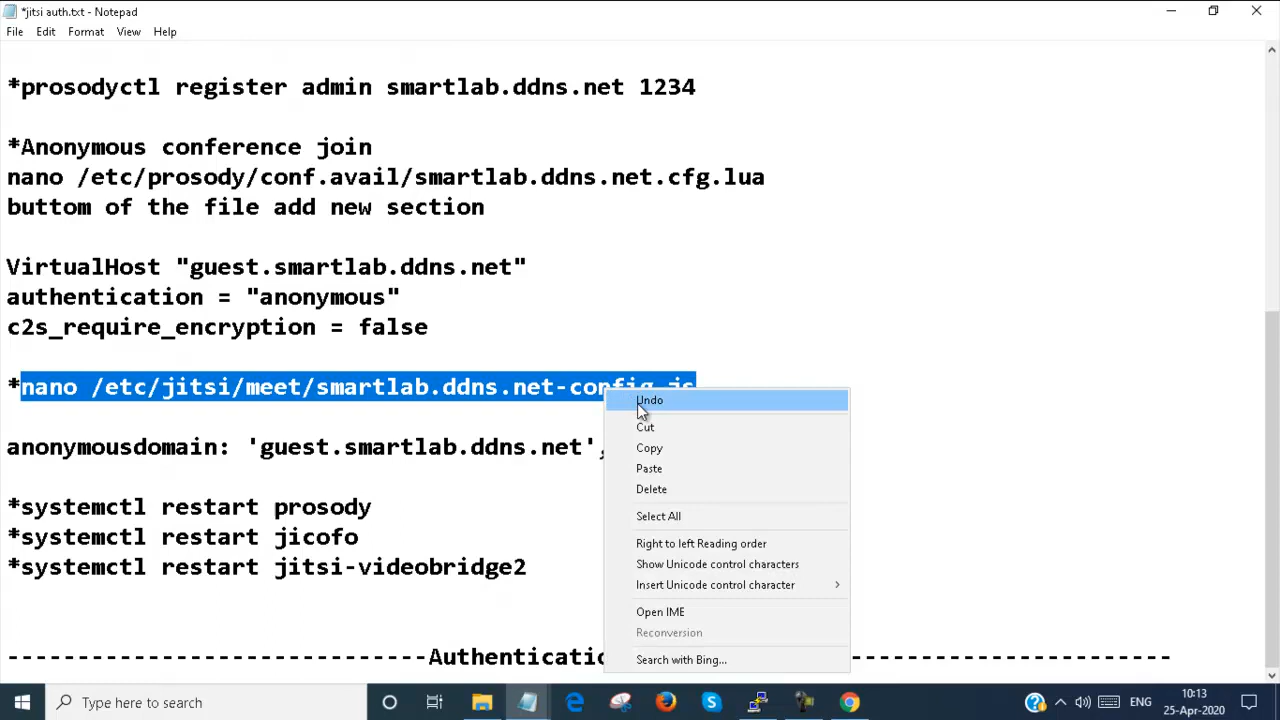 *jitsi auth.txt - Notepad
File Edit Format View Help
*prosodyctl register admin smartlab.ddns.net 1234
*Anonymous conference join
nano /etc/prosody/conf.avail/smartlab.ddns.net.cfg.lua
buttom of the file add new section
VirtualHost "guest.smartlab.ddns.net"
authentication = "anonymous"
c2s_require_encryption = false
*nano /etc/jitsi/meet/smartlab.ddns.net-config.js
anonymousdomain: 'guest.smartlab.ddns.net',
*systemctl restart prosody
*systemctl restart jicofo
*systemctl restart jitsi-videobridge2
------------------------------Authenticatio
-----------------------
Undo
Cut
Copy
Paste
Delete
Select All
Right to left Reading order
Show Unicode control characters
Insert Unicode control character
Open IME
Reconversion
Search with Bing...
Type here to search
ENG
10:13
25-Apr-2020